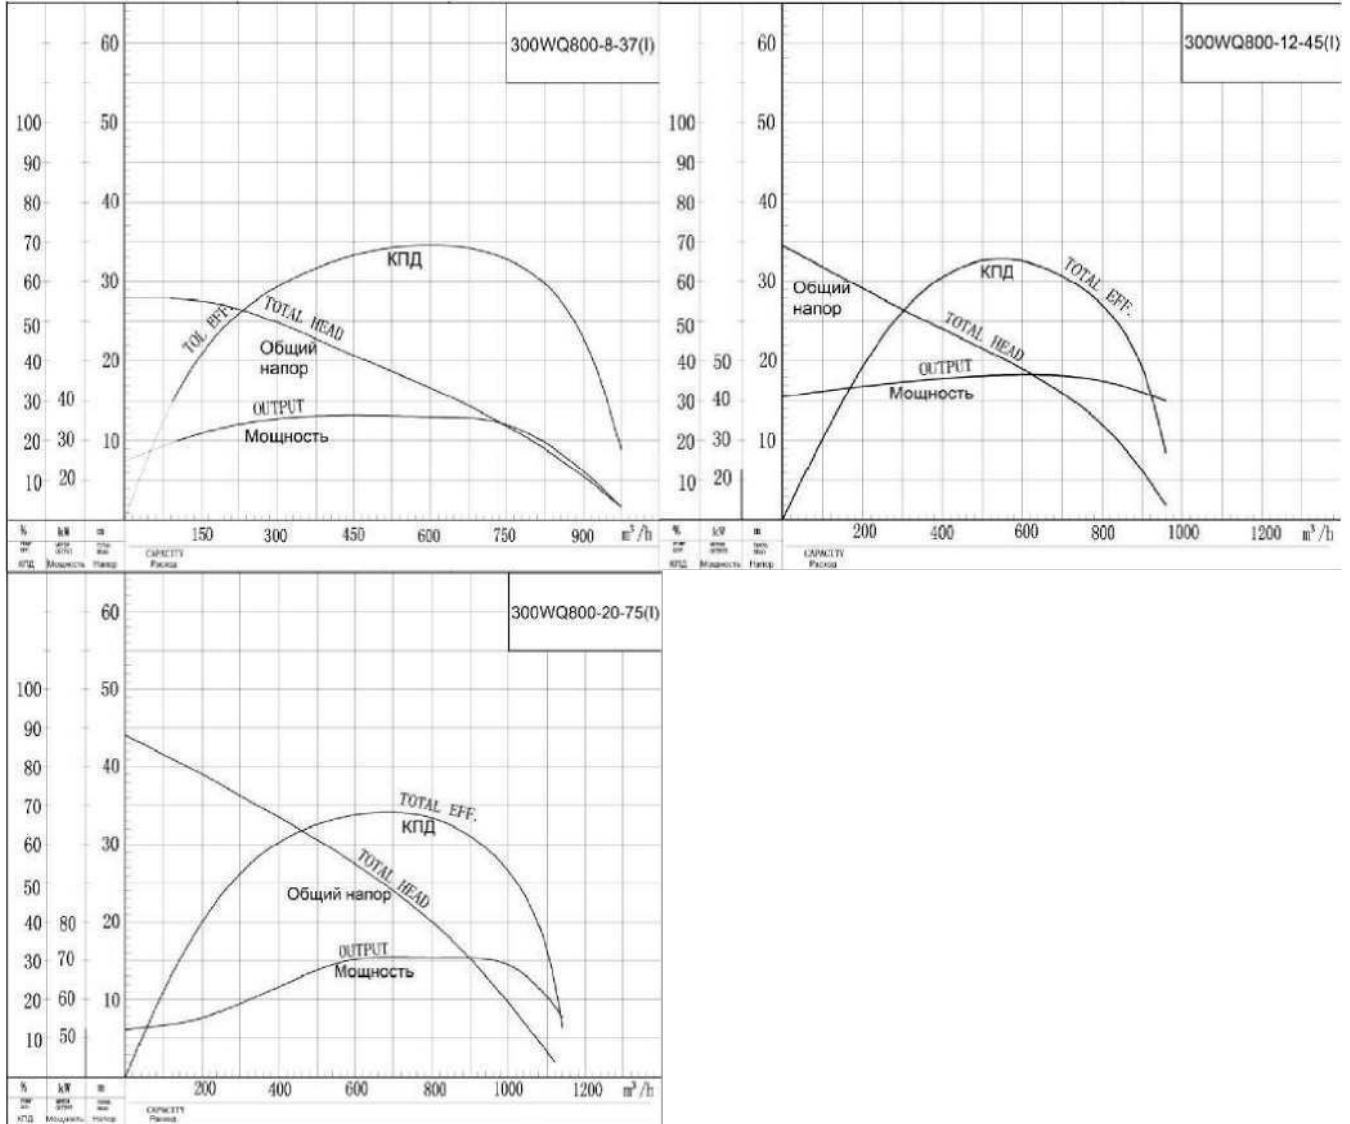 300WQ800-8-37(I)
60
100 50
90
80 40
70
КПД
60 30
TOTAL HEAD
TOL EFF.
50
Общий
напор
40 20
30 40
OUTPUT
Мощность
20 30 10
10 20
% kW m 150 300 450 600 750 900 m³/h
CAPACITY
КПД Мощность Напор Расход
300WQ800-12-45(I)
60
100 50
90
80 40
70
TOTAL EFF.
КПД
60 30
Общий
напор
TOTAL HEAD
50
40 50 20
OUTPUT
Мощность
30 40
20 30 10
10 20
% kW m 200 400 600 800 1000 1200 m³/h
CAPACITY
КПД Мощность Напор Расход
300WQ800-20-75(I)
60
100 50
90
80 40
70
TOTAL EFF.
КПД
60 30
TOTAL HEAD
Общий напор
50
40 80 20
OUTPUT
Мощность
30 70
20 60 10
10 50
% kW m 200 400 600 800 1000 1200 m³/h
CAPACITY
КПД Мощность Напор Расход